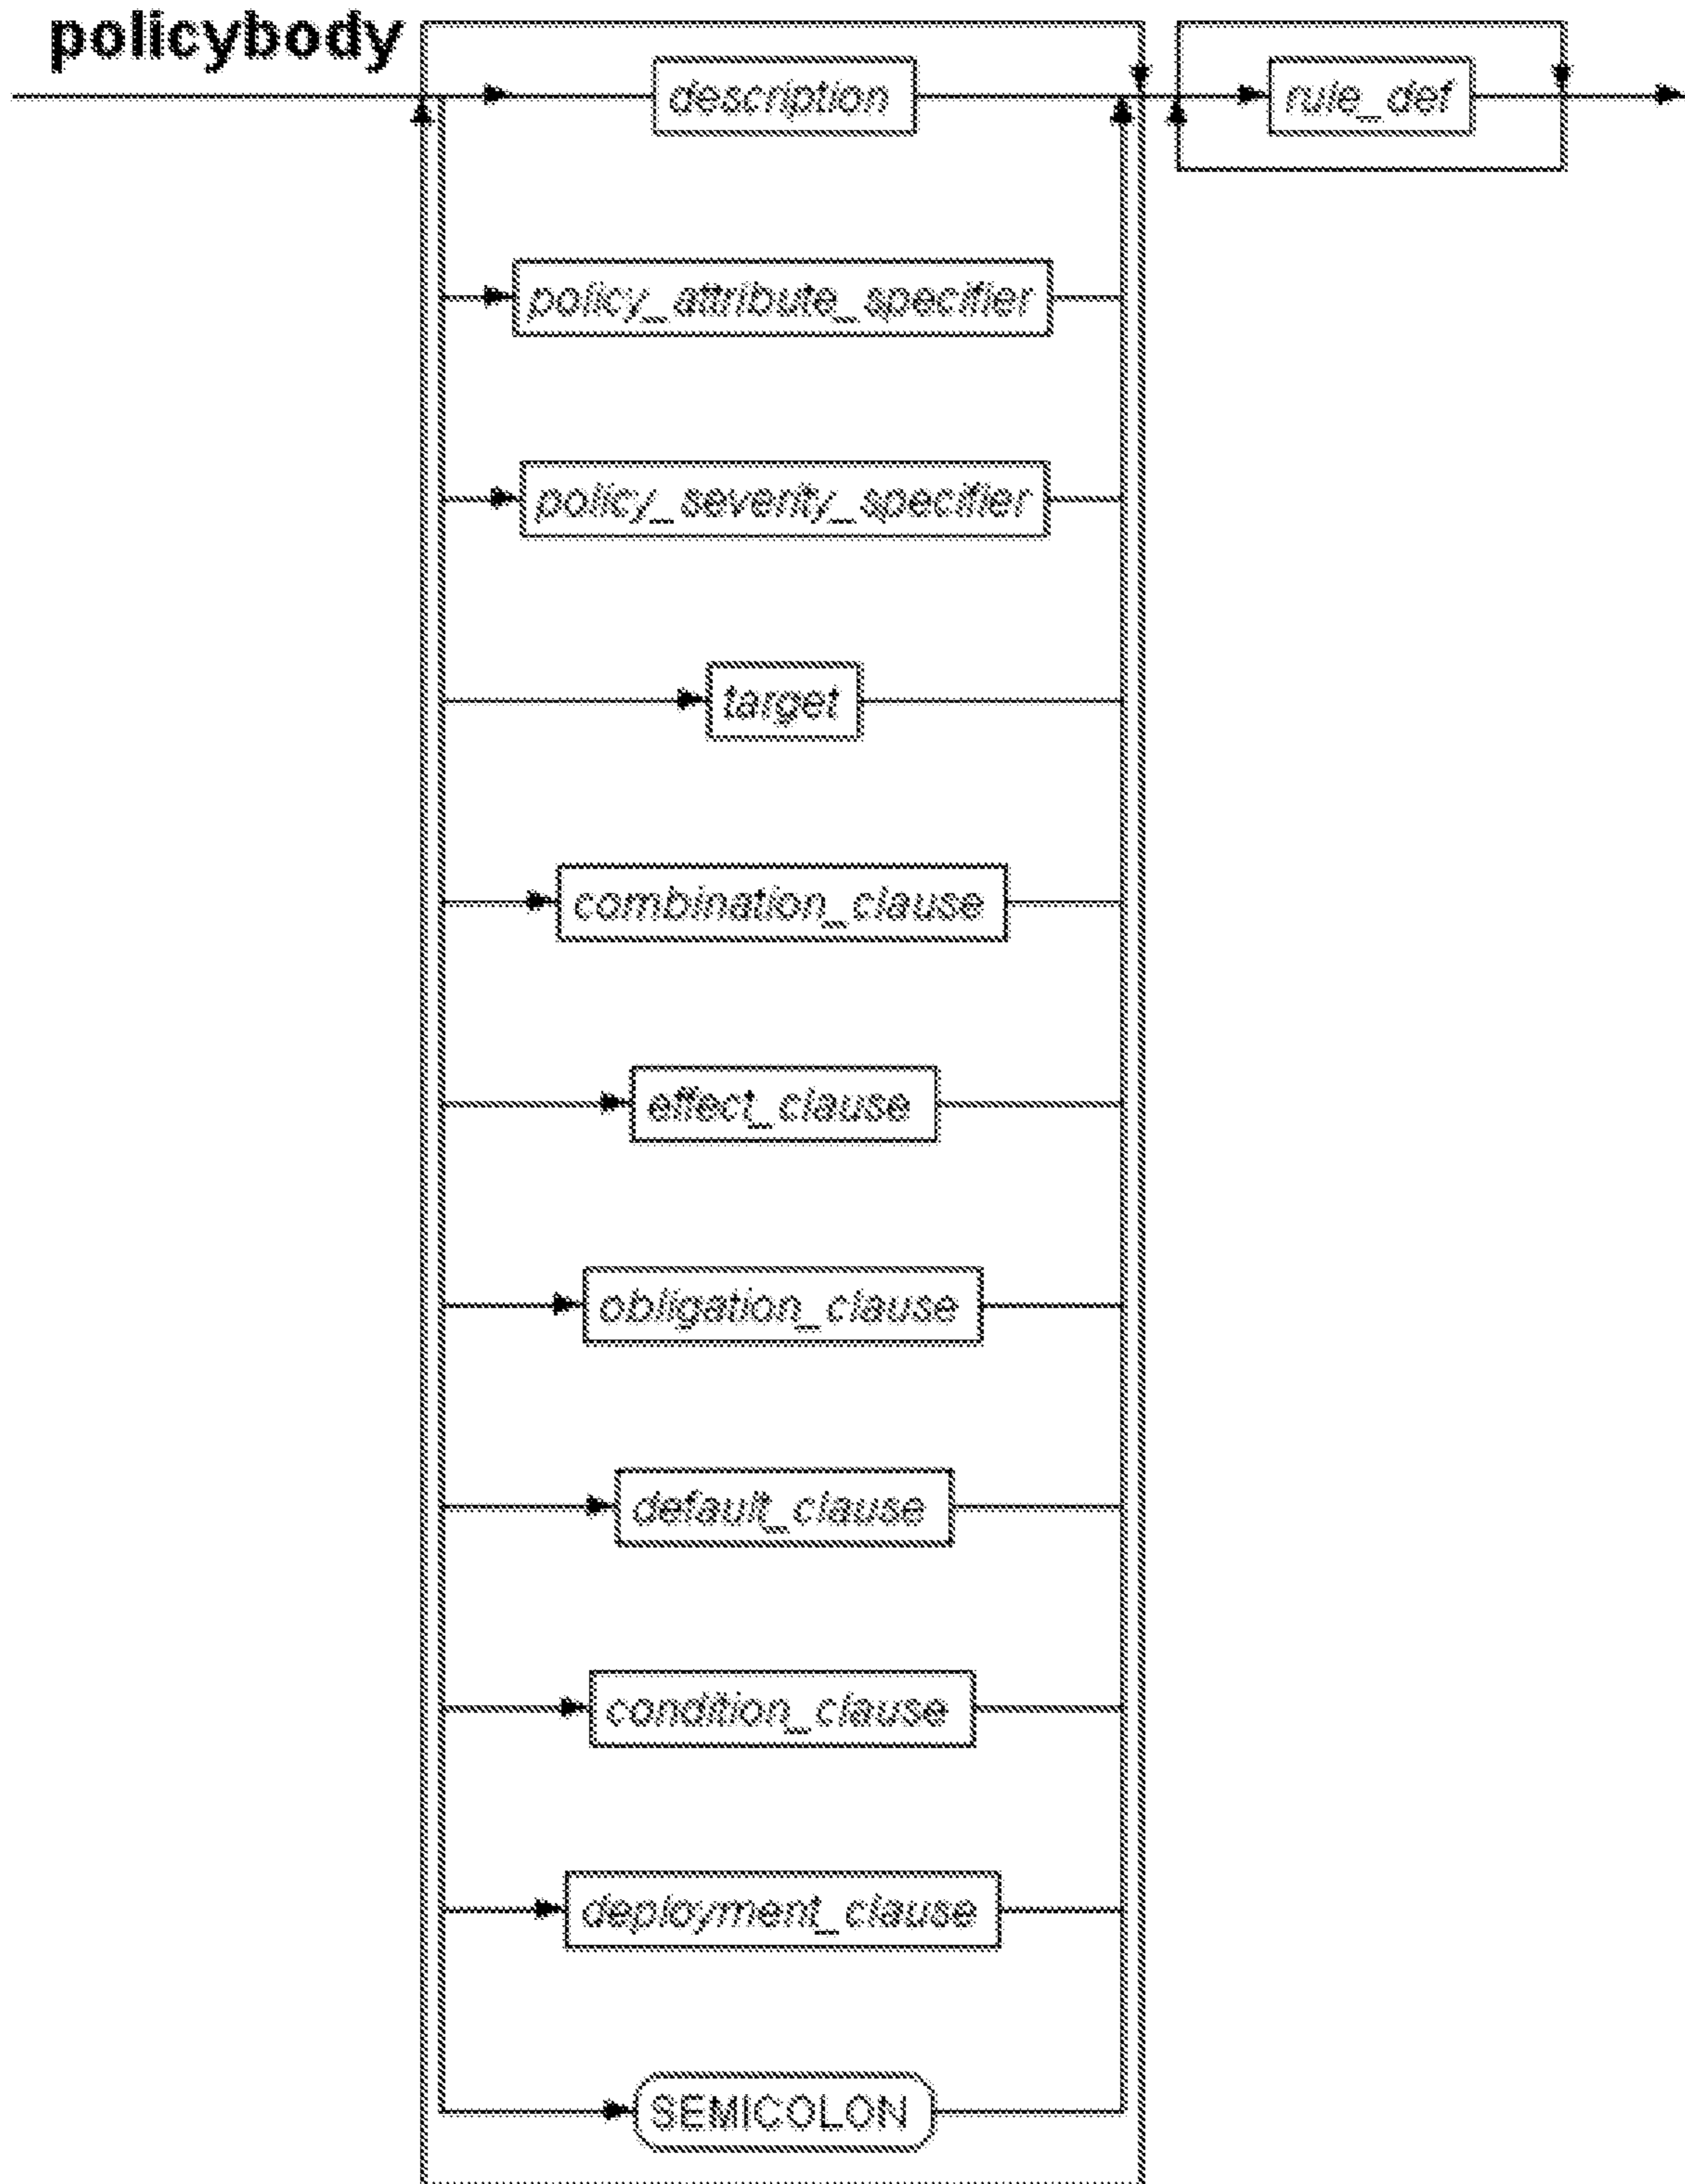 policybody
description
rule_def
policy_attribute_specifier
policy_severity_specifier
target
combination_clause
effect_clause
obligation_clause
default_clause
condition_clause
deployment_clause
SEMICOLON